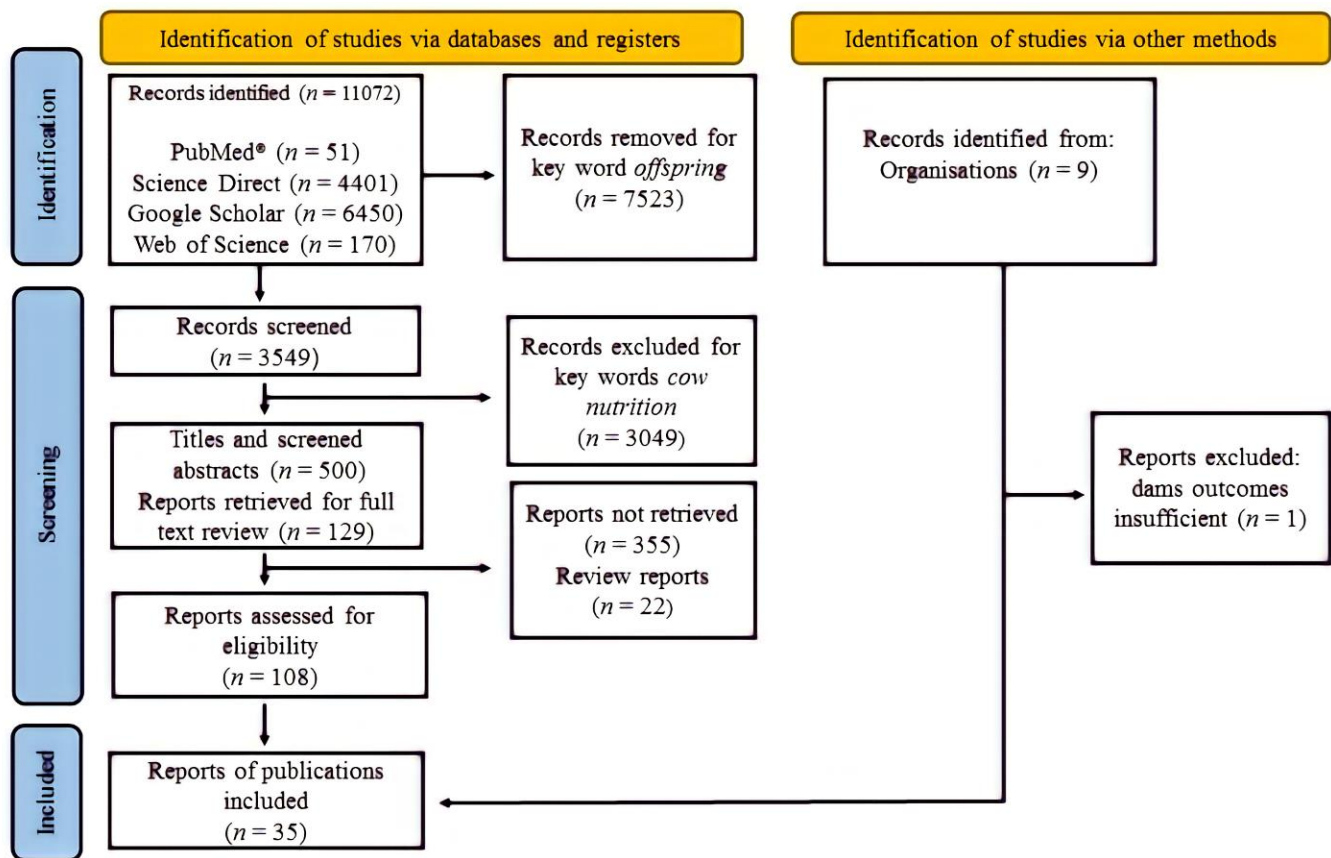 Identification of studies via databases and registers
Identification of studies via other methods
Identification
Records identified (n = 11072)
PubMed® (n = 51)
Science Direct (n = 4401)
Google Scholar (n = 6450)
Web of Science (n = 170)
Records removed for
key word offspring
(n = 7523)
Records identified from:
Organisations (n = 9)
Screening
Records screened
(n = 3549)
Records excluded for
key words cow
nutrition
(n = 3049)
Titles and screened
abstracts (n = 500)
Reports retrieved for full
text review (n = 129)
Reports not retrieved
(n = 355)
Review reports
(n = 22)
Reports excluded:
dams outcomes
insufficient (n = 1)
Reports assessed for
eligibility
(n = 108)
Included
Reports of publications
included
(n = 35)